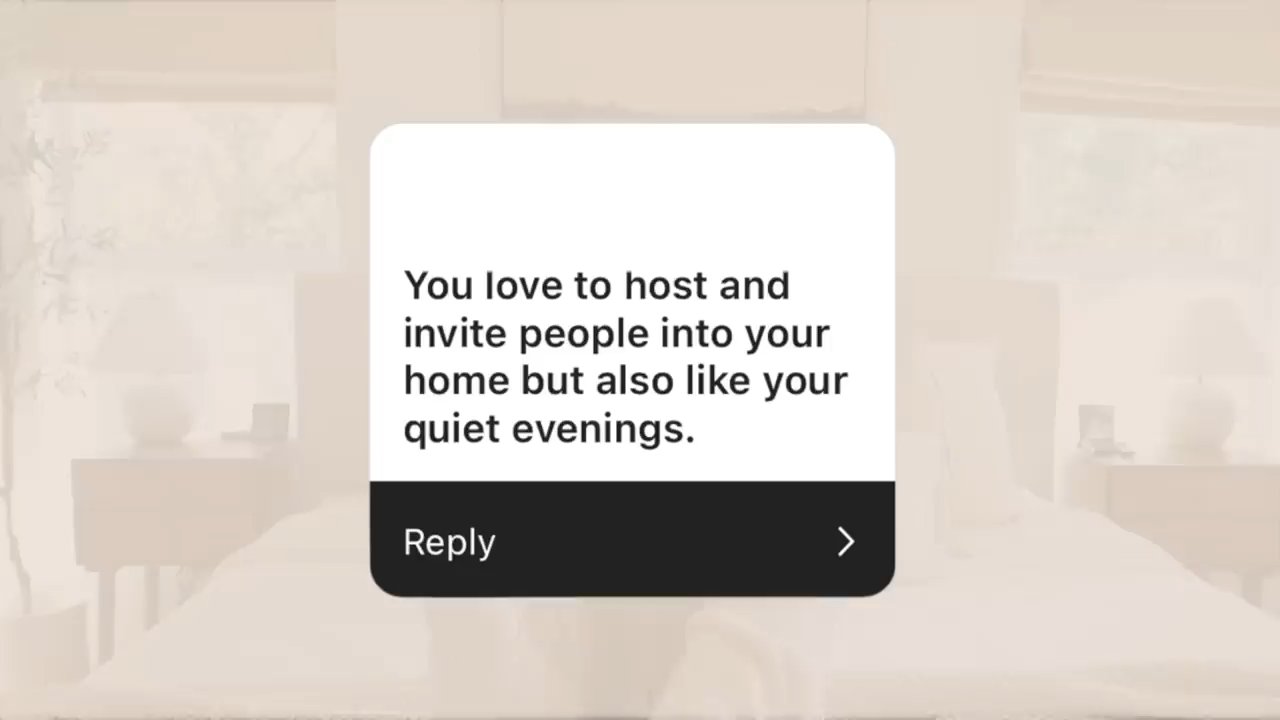 You love to host and
invite people into your
home but also like your
quiet evenings.
Reply